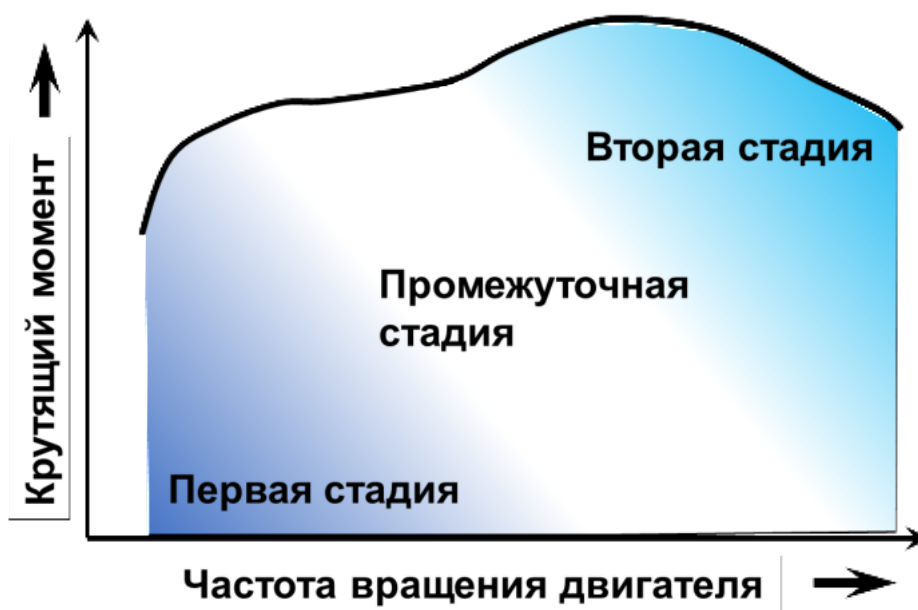 Крутящий момент
Вторая стадия
Промежуточная
стадия
Первая стадия
Частота вращения двигателя